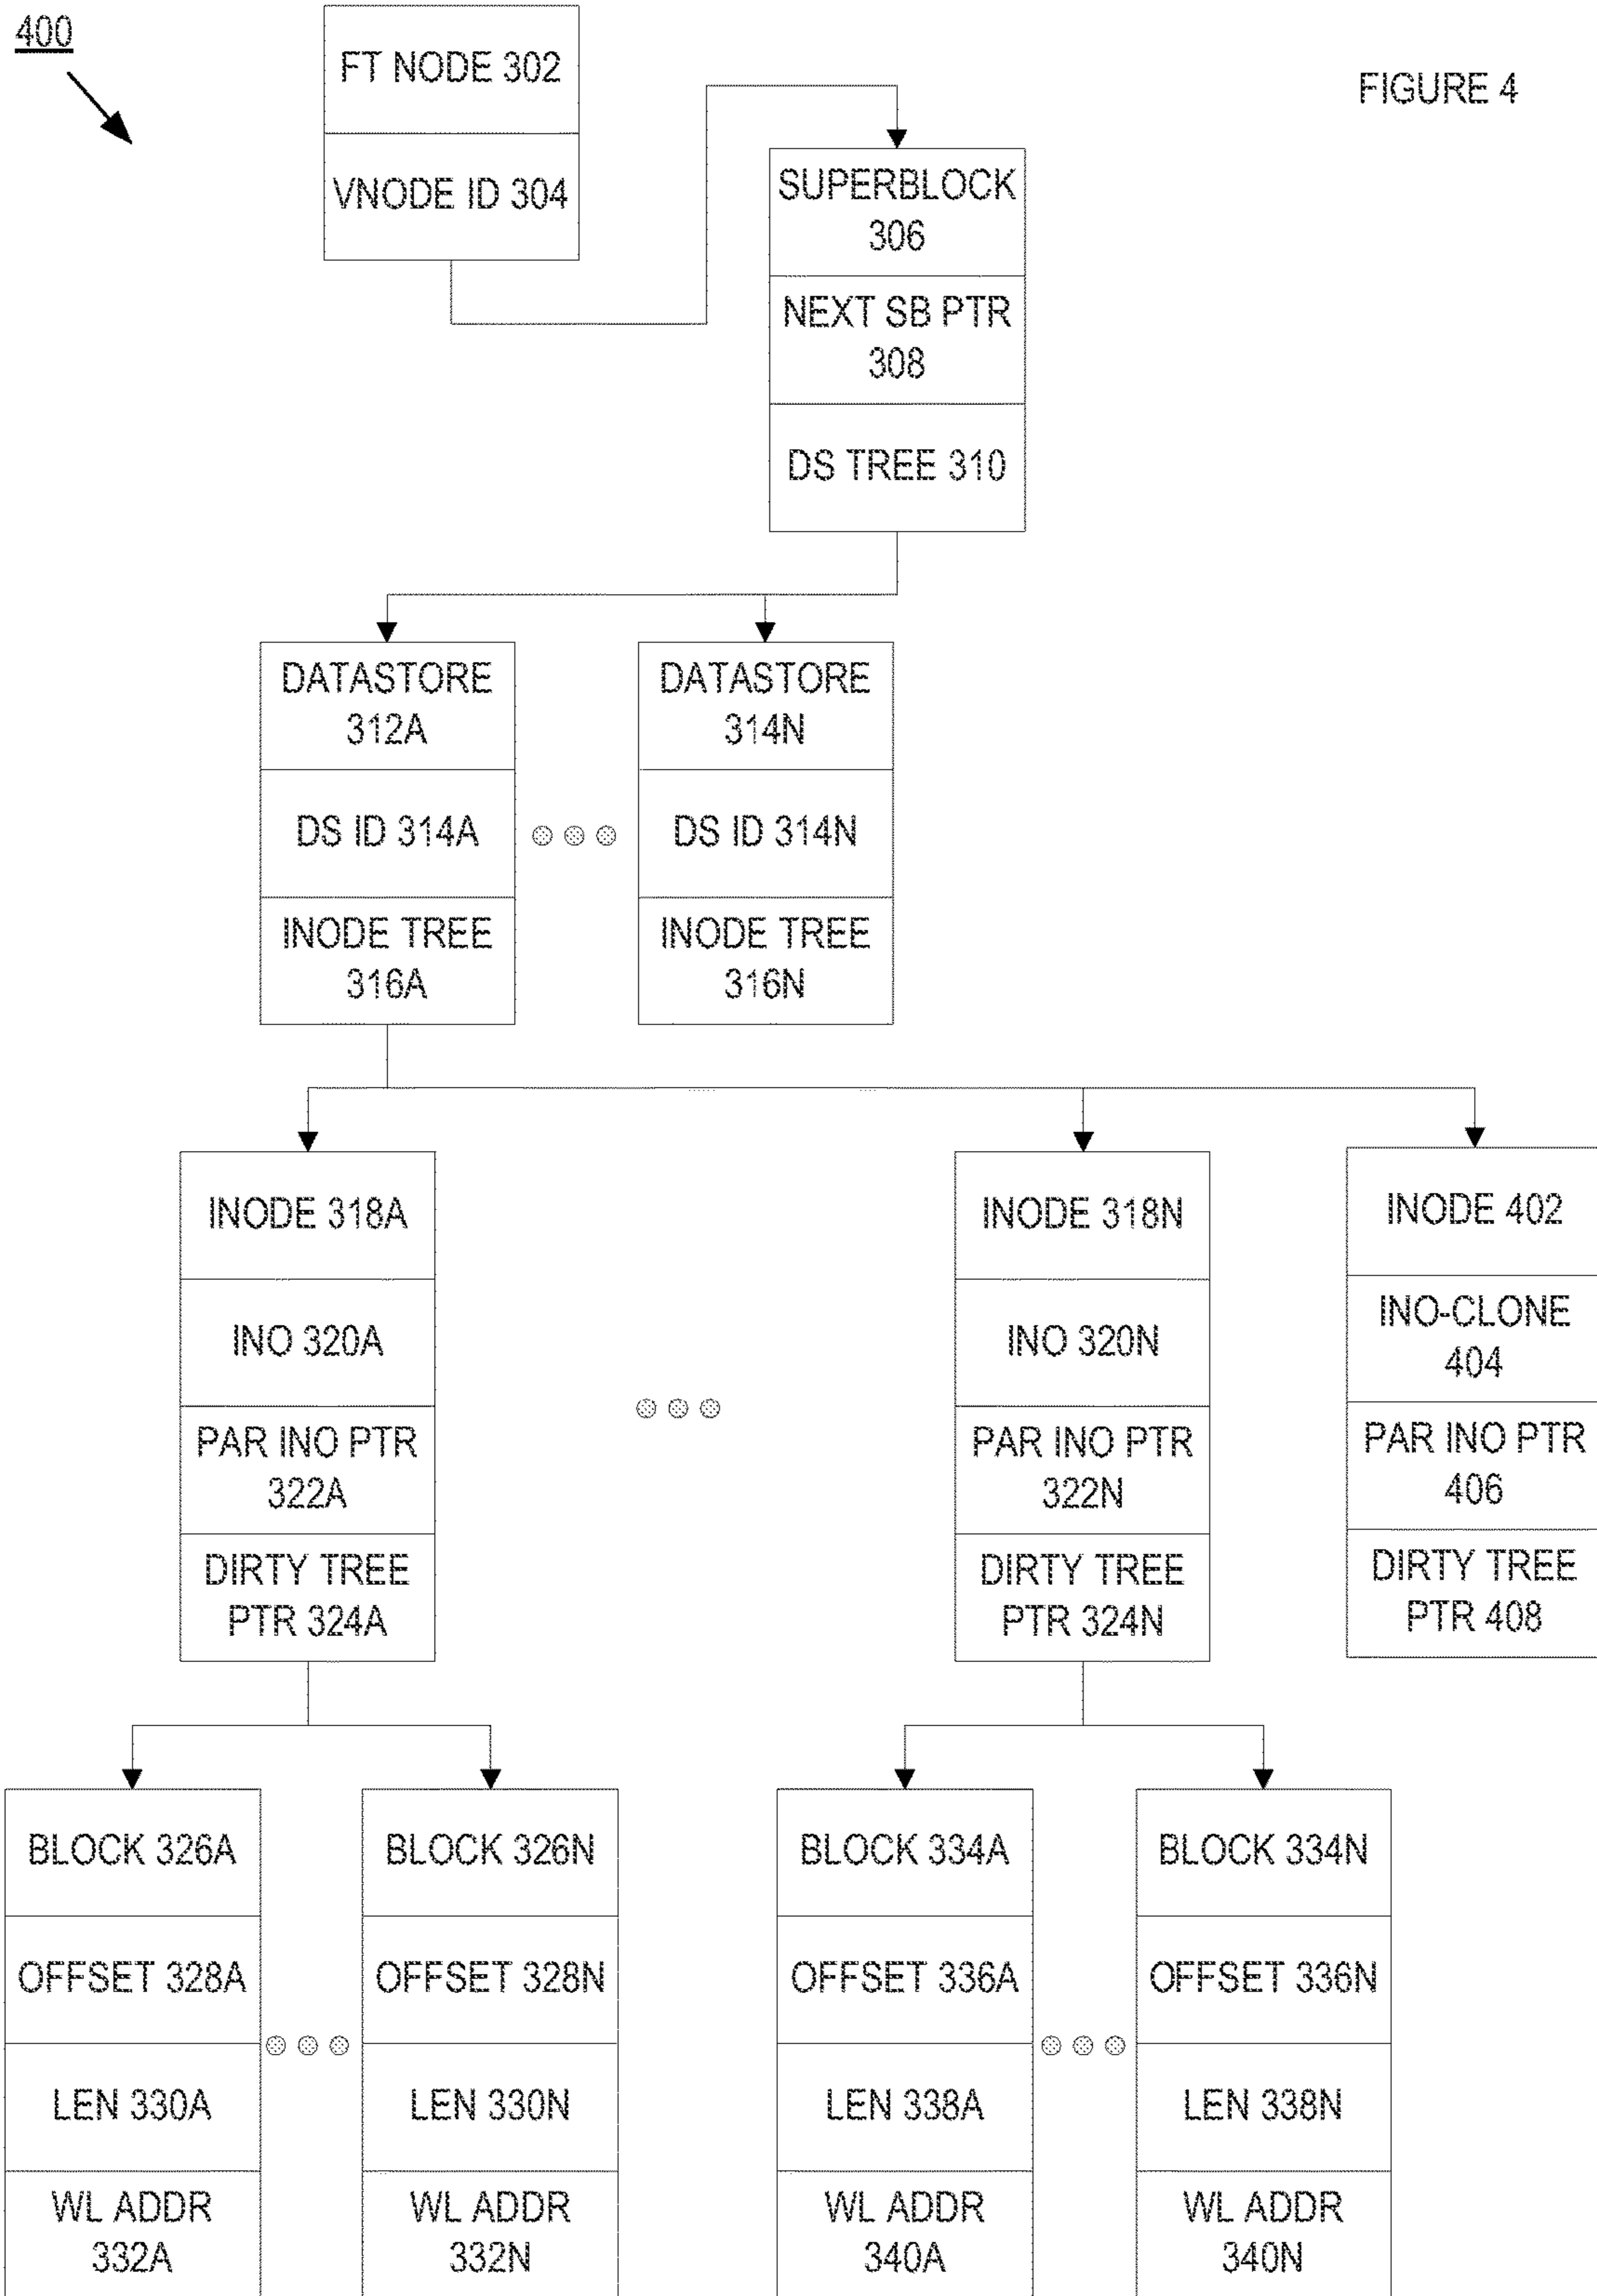 400
FIGURE 4
FT NODE 302
VNODE ID 304
SUPERBLOCK
306
NEXT SB PTR
308
DS TREE 310
DATASTORE
312A
DS ID 314A
INODE TREE
316A
DATASTORE
314N
DS ID 314N
INODE TREE
316N
INODE 318A
INO 320A
PAR INO PTR
322A
DIRTY TREE
PTR 324A
INODE 318N
INO 320N
PAR INO PTR
322N
DIRTY TREE
PTR 324N
INODE 402
INO-CLONE
404
PAR INO PTR
406
DIRTY TREE
PTR 408
BLOCK 326A
OFFSET 328A
LEN 330A
WL ADDR
332A
BLOCK 326N
OFFSET 328N
LEN 330N
WL ADDR
332N
BLOCK 334A
OFFSET 336A
LEN 338A
WL ADDR
340A
BLOCK 334N
OFFSET 336N
LEN 338N
WL ADDR
340N